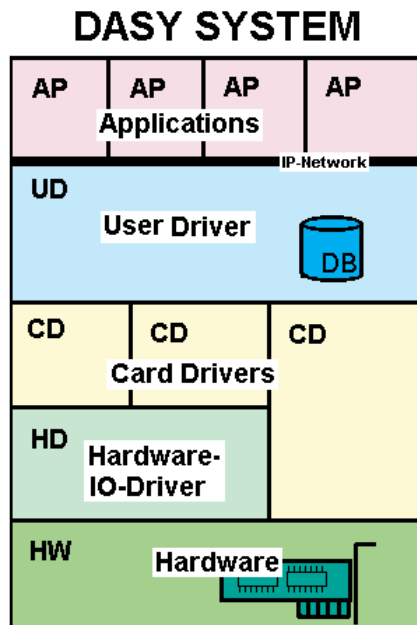 DASY SYSTEM
AP AP AP AP
Applications
IP-Network
UD
User Driver
DB
CD CD CD
Card Drivers
HD
Hardware-
IO-Driver
HW
Hardware